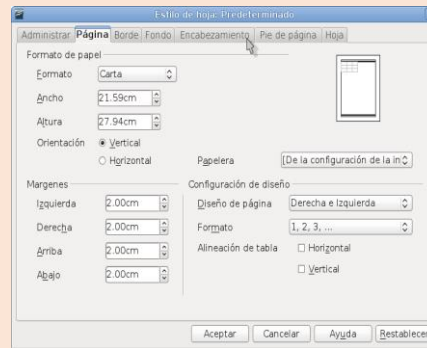 Estilo de hoja: Predeterminado
Administrar Página Borde Fondo Encabezamiento Pie de página Hoja
Formato de papel
Formato Carta
Ancho 21.59cm
Altura 27.94cm
Orientación Vertical
Horizontal Papelera [De la configuración de la in
Margenes Configuración de diseño
Izquierda 2.00cm Diseño de página Derecha e Izquierda
Derecha 2.00cm Formato 1, 2, 3, ...
Arriba 2.00cm Alineación de tabla Horizontal
Abajo 2.00cm Vertical
Aceptar Cancelar Ayuda Restablecer